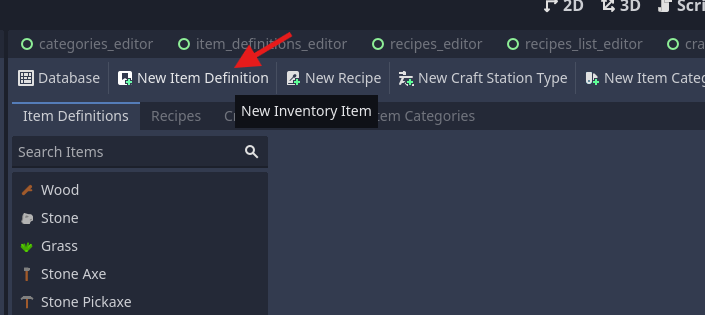 2D 3D Scri
categories_editor item_definitions_editor recipes_editor recipes_list_editor cra
Database New Item Definition New Recipe New Craft Station Type New Item Categ
New Inventory Item
Item Definitions Recipes C tem Categories
Search Items
Wood
Stone
Grass
Stone Axe
Stone Pickaxe